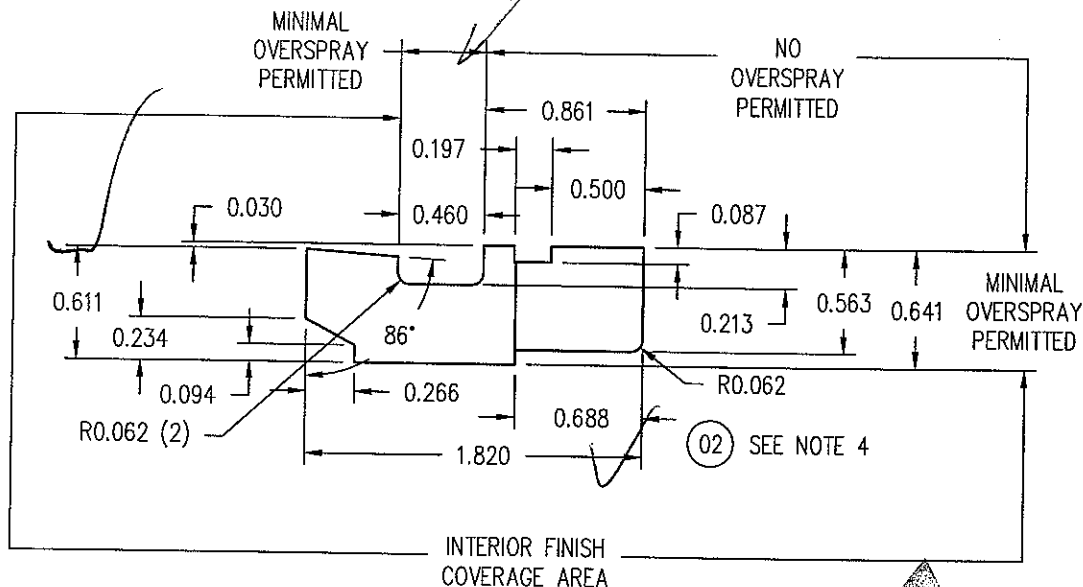 MINIMAL
OVERSPRAY
PERMITTED
NO
OVERSPRAY
PERMITTED
0.861
0.197
0.500
0.030
0.460
0.087
0.611
0.234
86°
0.213
0.563
0.641
MINIMAL
OVERSPRAY
PERMITTED
0.094
0.266
R0.062
R0.062 (2)
0.688
02 SEE NOTE 4
1.820
INTERIOR FINISH
COVERAGE AREA